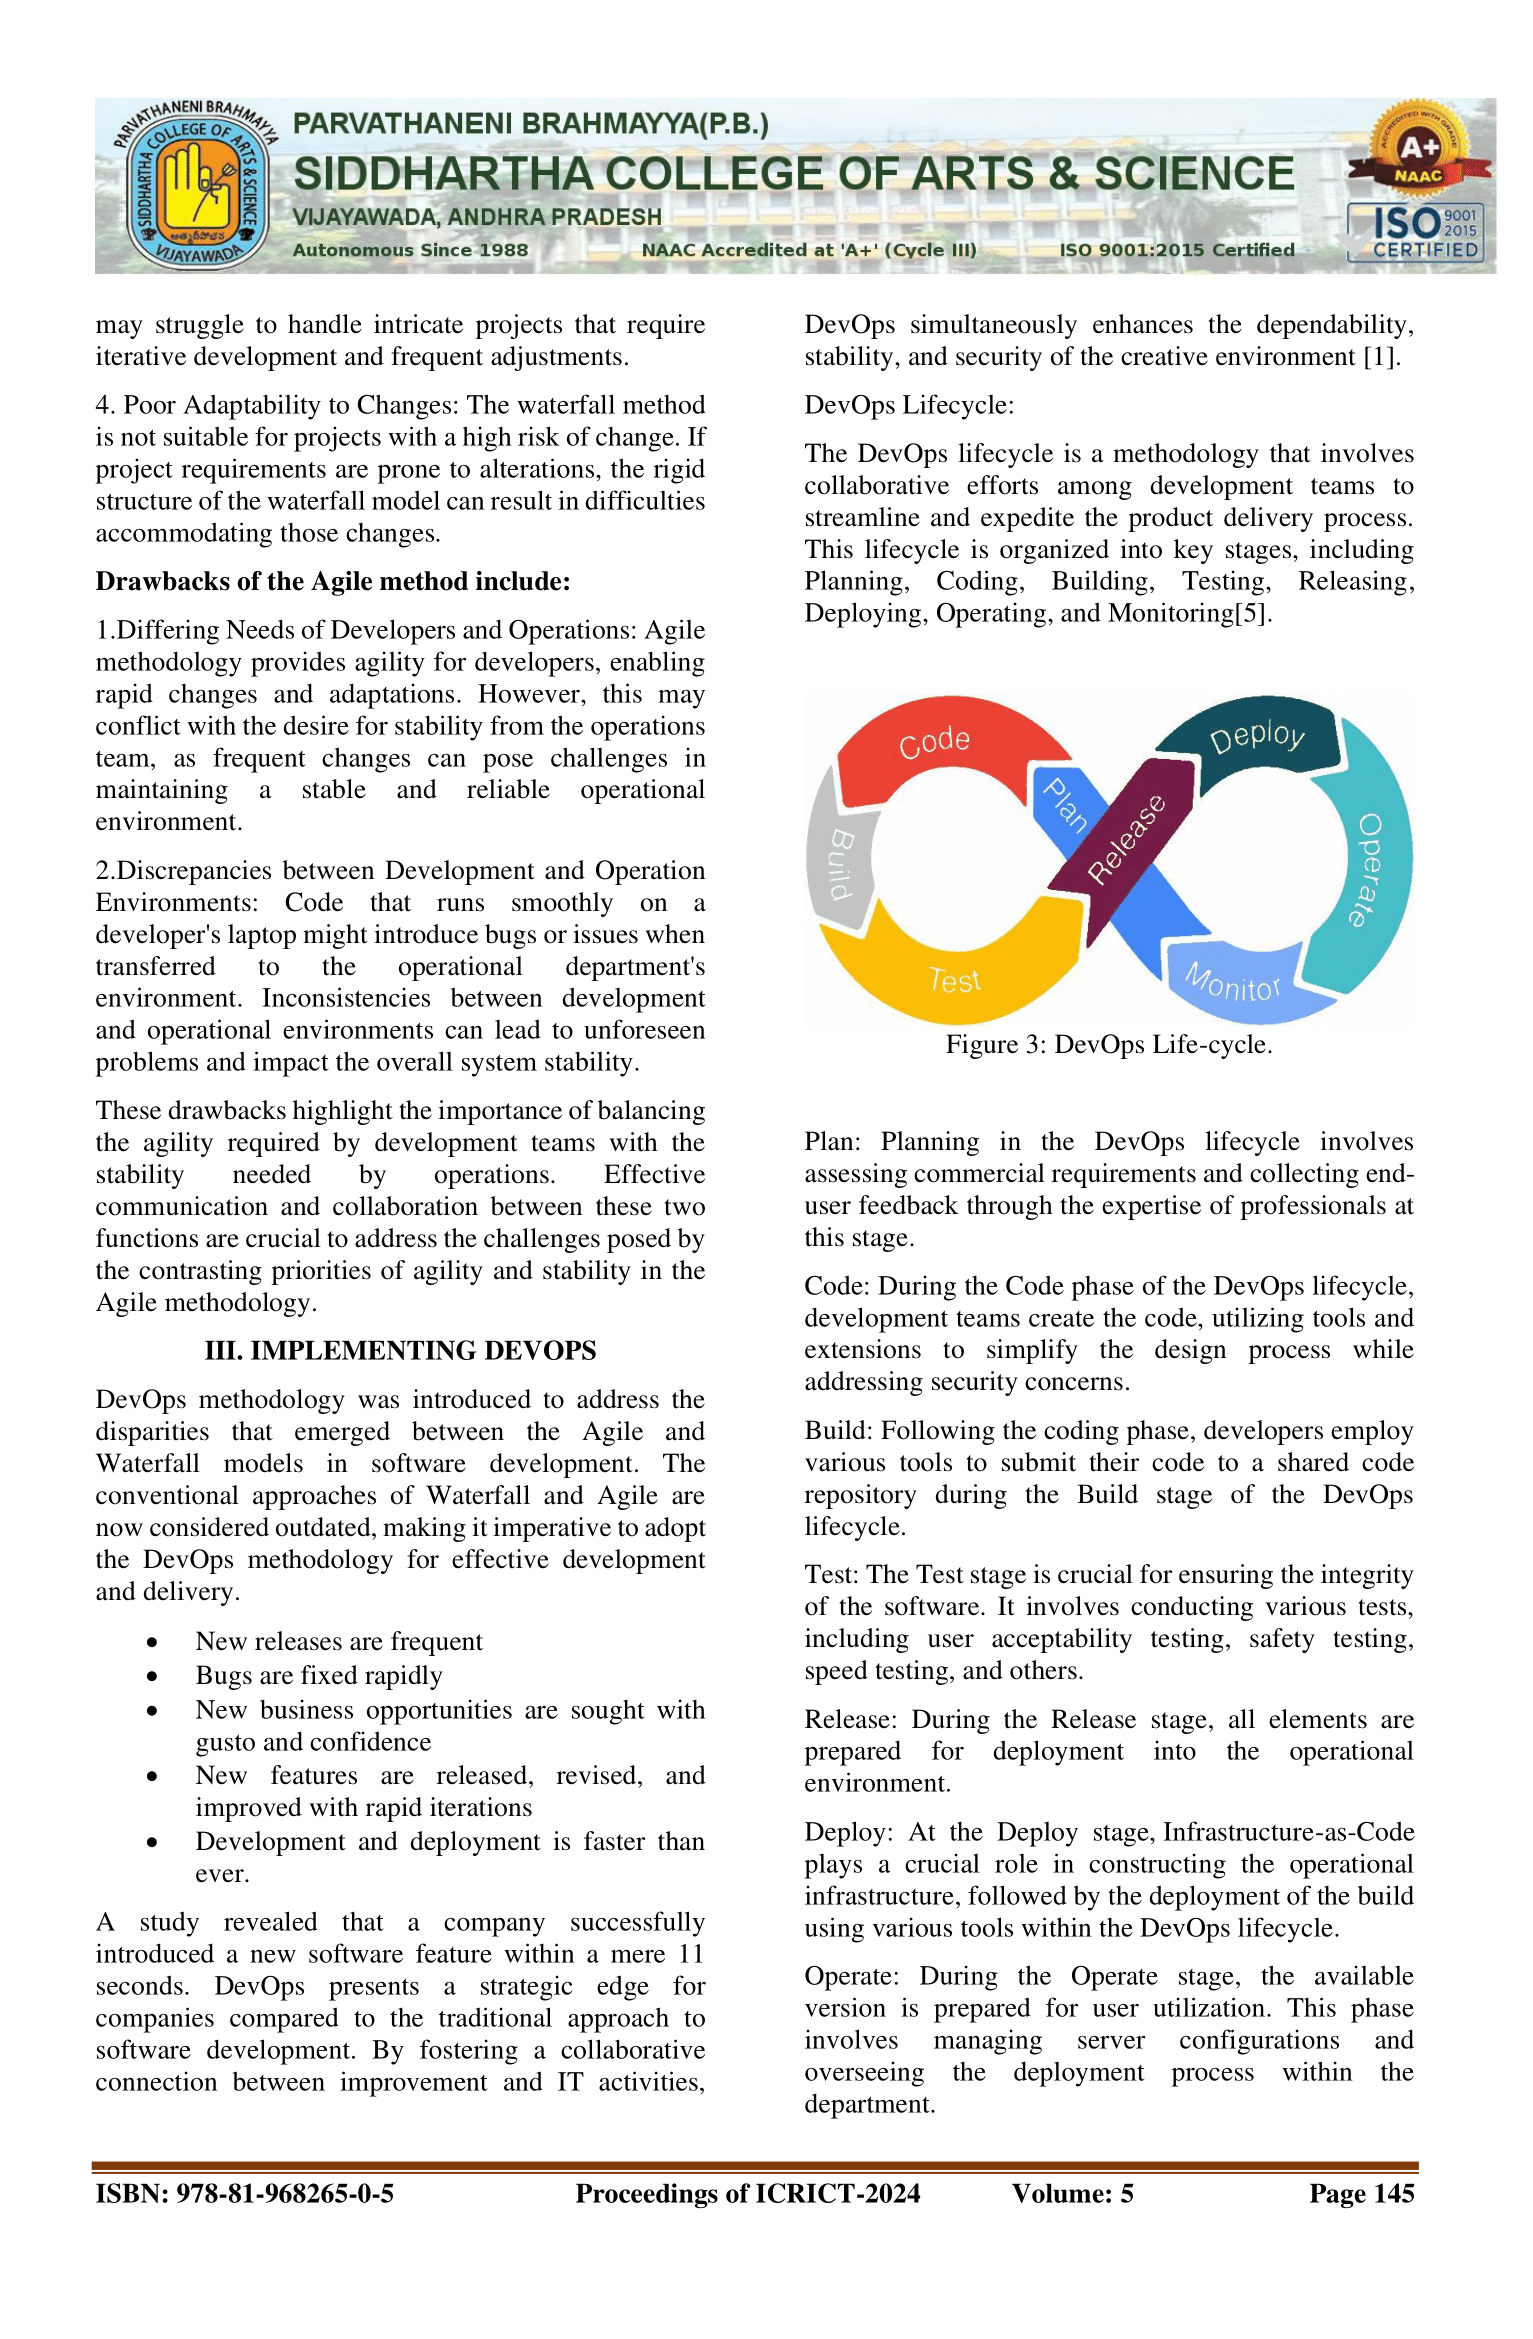 PARVATHANENI BRAHMAYYA
SIDDHARTHA COLLEGE OF ARTS & SCIENCE
VIJAYAWADA
PARVATHANENI BRAHMAYYA(P.B.)
SIDDHARTHA COLLEGE OF ARTS & SCIENCE
VIJAYAWADA, ANDHRA PRADESH
Autonomous Since 1988 NAAC Accredited at 'A+' (Cycle III) ISO 9001:2015 Certified
ACCREDITED WITH GRADE
A+
NAAC
ISO 9001 2015
CERTIFIED
may struggle to handle intricate projects that require
iterative development and frequent adjustments.
4. Poor Adaptability to Changes: The waterfall method
is not suitable for projects with a high risk of change. If
project requirements are prone to alterations, the rigid
structure of the waterfall model can result in difficulties
accommodating those changes.
Drawbacks of the Agile method include:
1.Differing Needs of Developers and Operations: Agile
methodology provides agility for developers, enabling
rapid changes and adaptations. However, this may
conflict with the desire for stability from the operations
team, as frequent changes can pose challenges in
maintaining a stable and reliable operational
environment.
2.Discrepancies between Development and Operation
Environments: Code that runs smoothly on a
developer's laptop might introduce bugs or issues when
transferred to the operational department's
environment. Inconsistencies between development
and operational environments can lead to unforeseen
problems and impact the overall system stability.
These drawbacks highlight the importance of balancing
the agility required by development teams with the
stability needed by operations. Effective
communication and collaboration between these two
functions are crucial to address the challenges posed by
the contrasting priorities of agility and stability in the
Agile methodology.
III. IMPLEMENTING DEVOPS
DevOps methodology was introduced to address the
disparities that emerged between the Agile and
Waterfall models in software development. The
conventional approaches of Waterfall and Agile are
now considered outdated, making it imperative to adopt
the DevOps methodology for effective development
and delivery.
• New releases are frequent
• Bugs are fixed rapidly
• New business opportunities are sought with
gusto and confidence
• New features are released, revised, and
improved with rapid iterations
• Development and deployment is faster than
ever.
A study revealed that a company successfully
introduced a new software feature within a mere 11
seconds. DevOps presents a strategic edge for
companies compared to the traditional approach to
software development. By fostering a collaborative
connection between improvement and IT activities,
DevOps simultaneously enhances the dependability,
stability, and security of the creative environment [1].
DevOps Lifecycle:
The DevOps lifecycle is a methodology that involves
collaborative efforts among development teams to
streamline and expedite the product delivery process.
This lifecycle is organized into key stages, including
Planning, Coding, Building, Testing, Releasing,
Deploying, Operating, and Monitoring[5].
Code
Deploy
Plan
Release
Build
Operate
Test
Monitor
Figure 3: DevOps Life-cycle.
Plan: Planning in the DevOps lifecycle involves
assessing commercial requirements and collecting end-
user feedback through the expertise of professionals at
this stage.
Code: During the Code phase of the DevOps lifecycle,
development teams create the code, utilizing tools and
extensions to simplify the design process while
addressing security concerns.
Build: Following the coding phase, developers employ
various tools to submit their code to a shared code
repository during the Build stage of the DevOps
lifecycle.
Test: The Test stage is crucial for ensuring the integrity
of the software. It involves conducting various tests,
including user acceptability testing, safety testing,
speed testing, and others.
Release: During the Release stage, all elements are
prepared for deployment into the operational
environment.
Deploy: At the Deploy stage, Infrastructure-as-Code
plays a crucial role in constructing the operational
infrastructure, followed by the deployment of the build
using various tools within the DevOps lifecycle.
Operate: During the Operate stage, the available
version is prepared for user utilization. This phase
involves managing server configurations and
overseeing the deployment process within the
department.
ISBN: 978-81-968265-0-5 Proceedings of ICRICT-2024 Volume: 5 Page 145